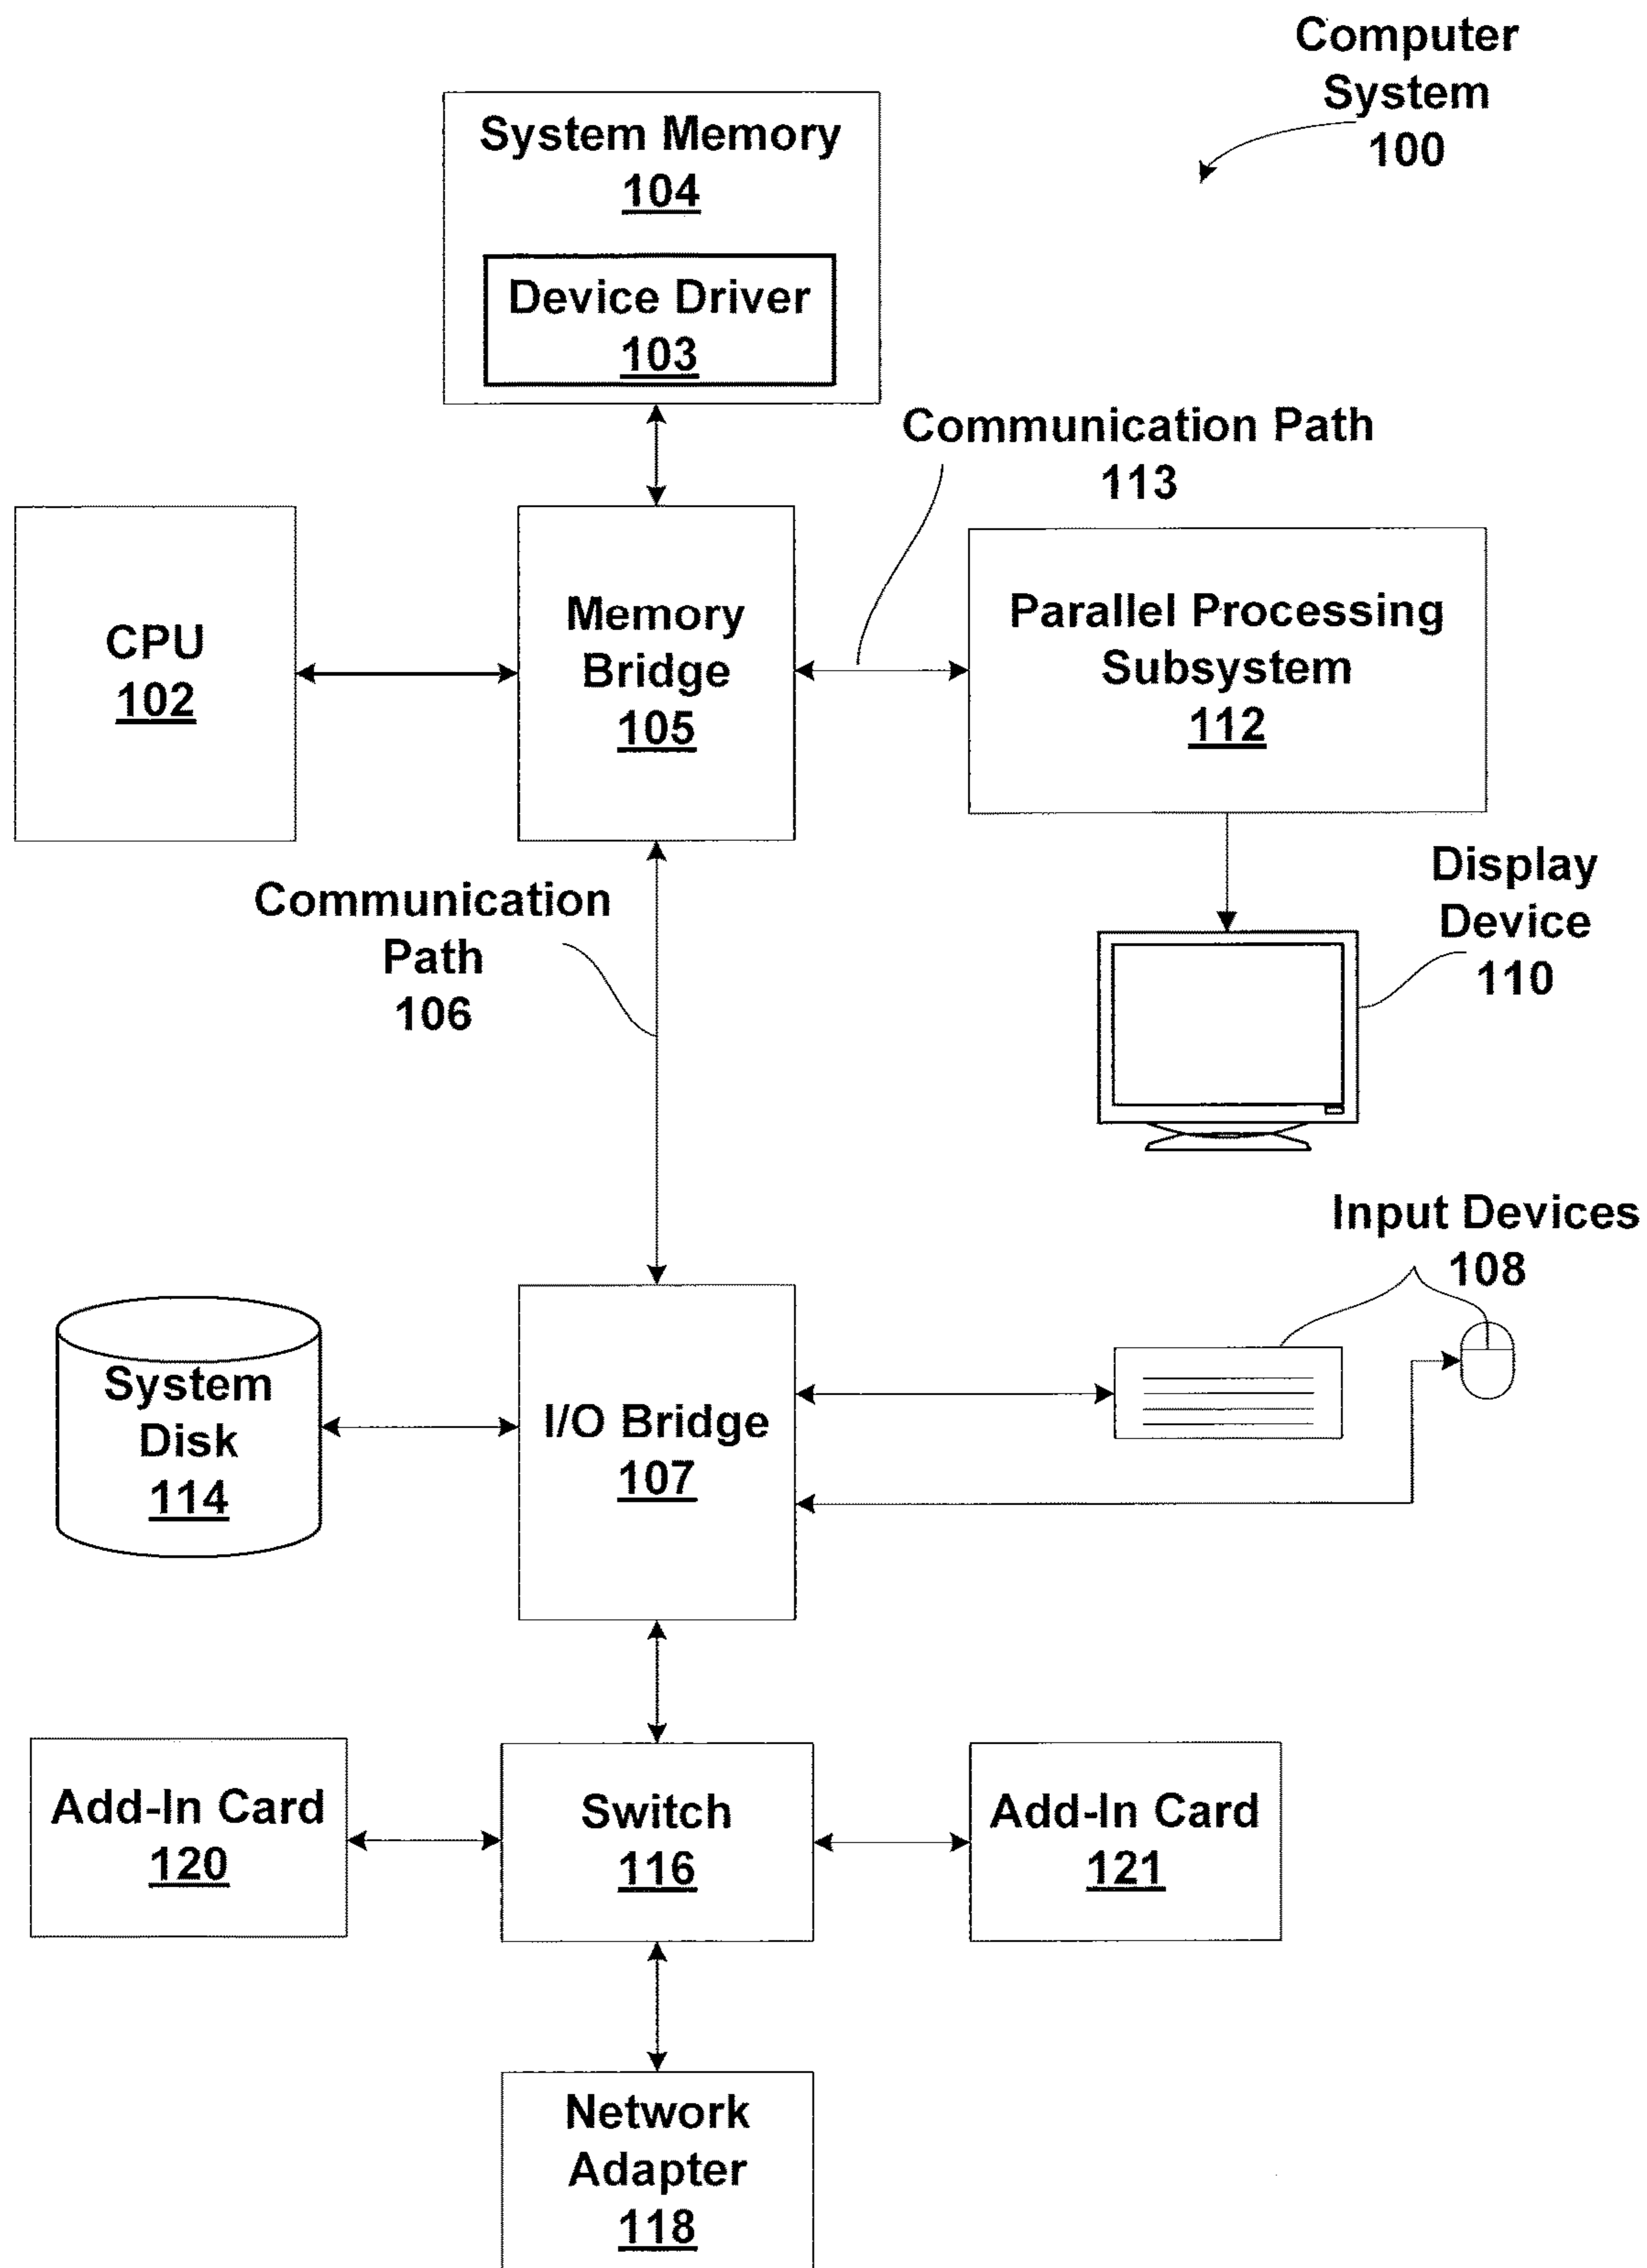 Computer
System
100
System Memory
104
Device Driver
103
Communication Path
113
CPU
102
Memory
Bridge
105
Parallel Processing
Subsystem
112
Communication
Path
106
Display
Device
110
Input Devices
108
System
Disk
114
I/O Bridge
107
Add-In Card
120
Switch
116
Add-In Card
121
Network
Adapter
118